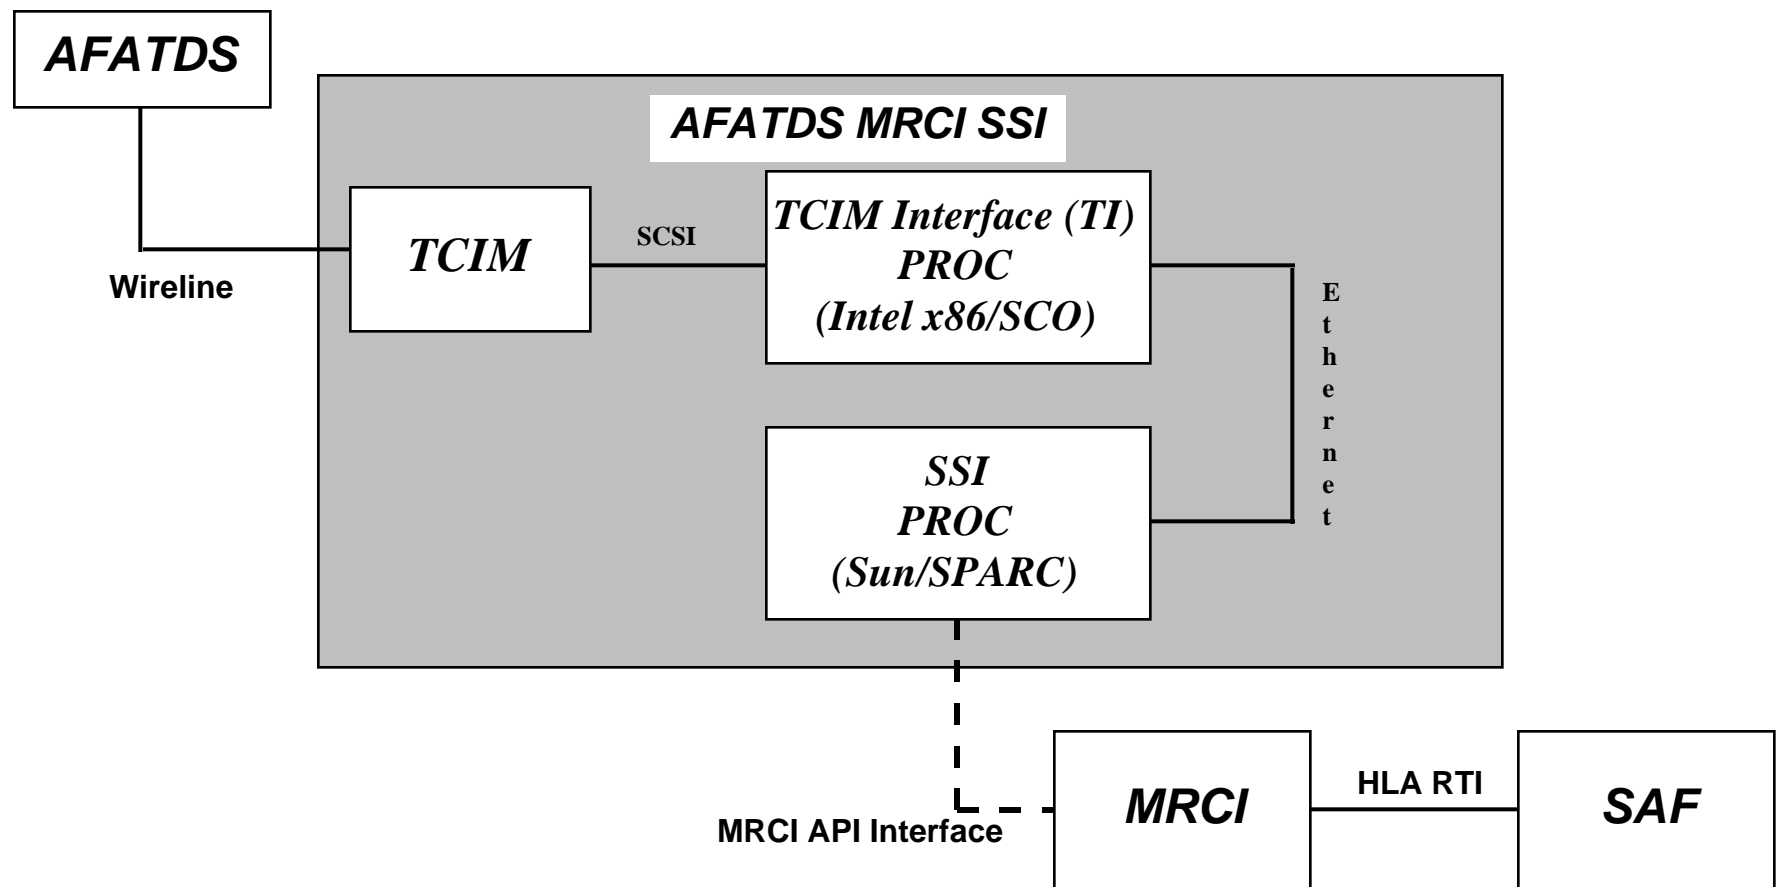 AFATDS
AFATDS MRCI SSI
Wireline
TCIM
SCSI
TCIM Interface (TI)
PROC
(Intel x86/SCO)
Ethernet
SSI
PROC
(Sun/SPARC)
MRCI API Interface
MRCI
HLA RTI
SAF